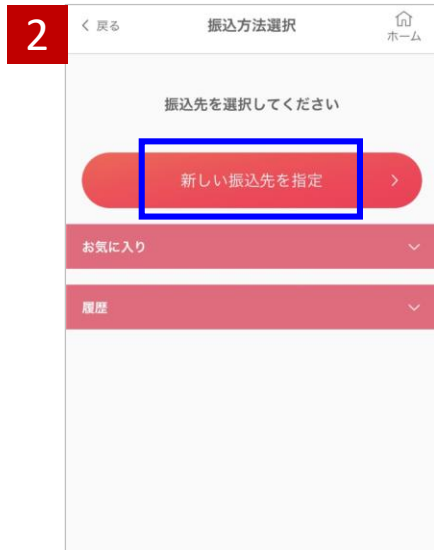 2
戻る
振込方法選択
ホーム
振込先を選択してください
新しい振込先を指定
お気に入り
履歴